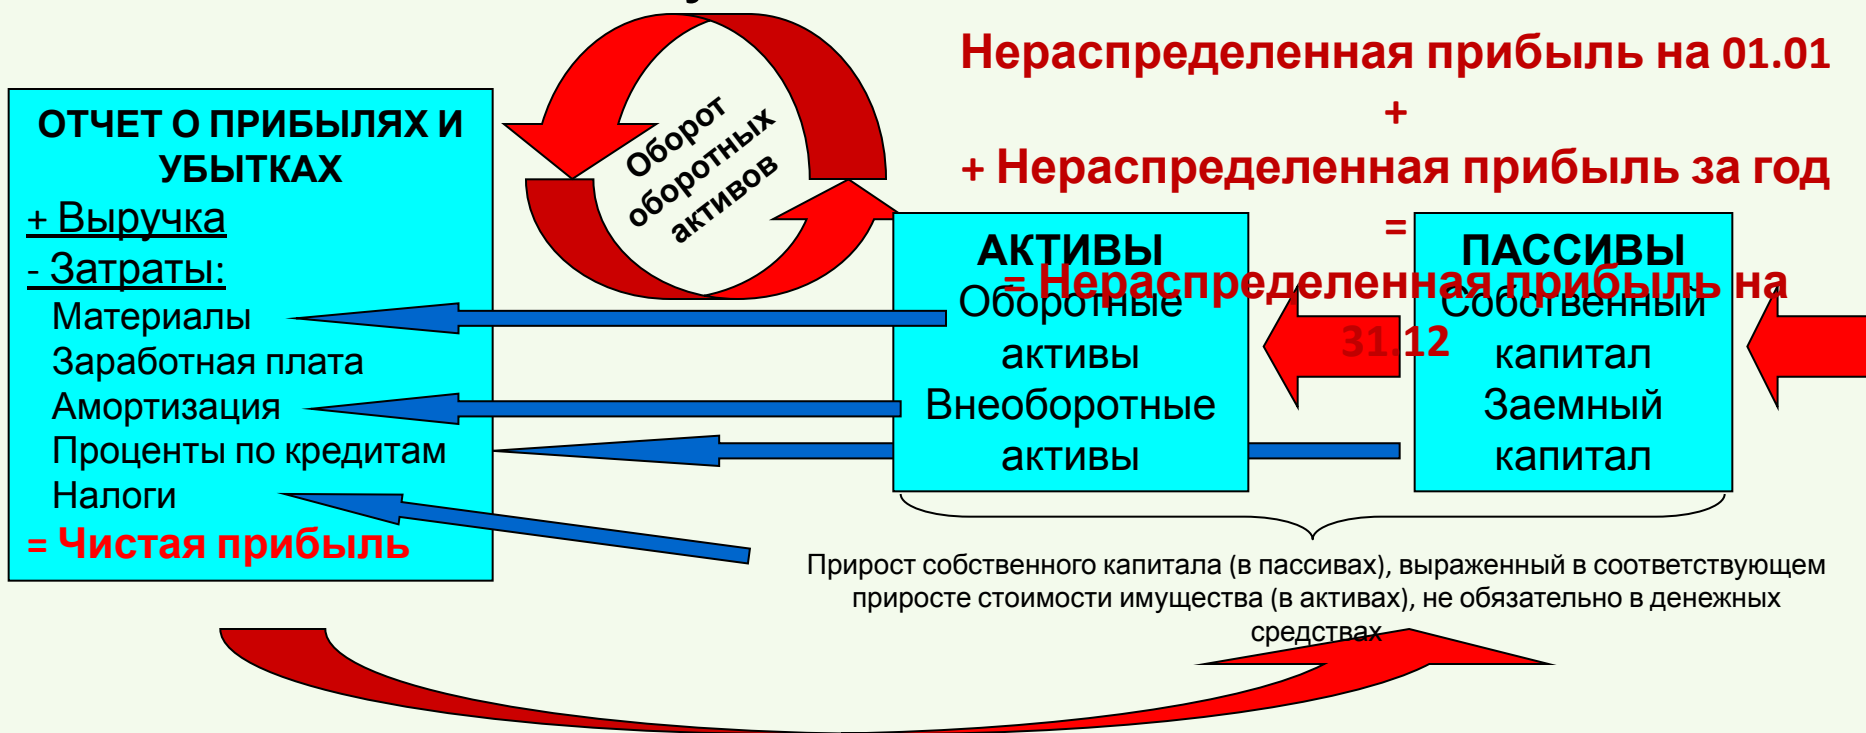 Нераспределенная прибыль на 01.01
+
+ Нераспределенная прибыль за год
=
= Нераспределенная прибыль на
31.12
ОТЧЕТ О ПРИБЫЛЯХ И
УБЫТКАХ
+ Выручка
- Затраты:
Материалы
Заработная плата
Амортизация
Проценты по кредитам
Налоги
= Чистая прибыль
Оборот
оборотных
активов
АКТИВЫ
Оборотные
активы
Внеоборотные
активы
ПАССИВЫ
Собственный
капитал
Заемный
капитал
Прирост собственного капитала (в пассивах), выраженный в соответствующем
приросте стоимости имущества (в активах), не обязательно в денежных
средствах